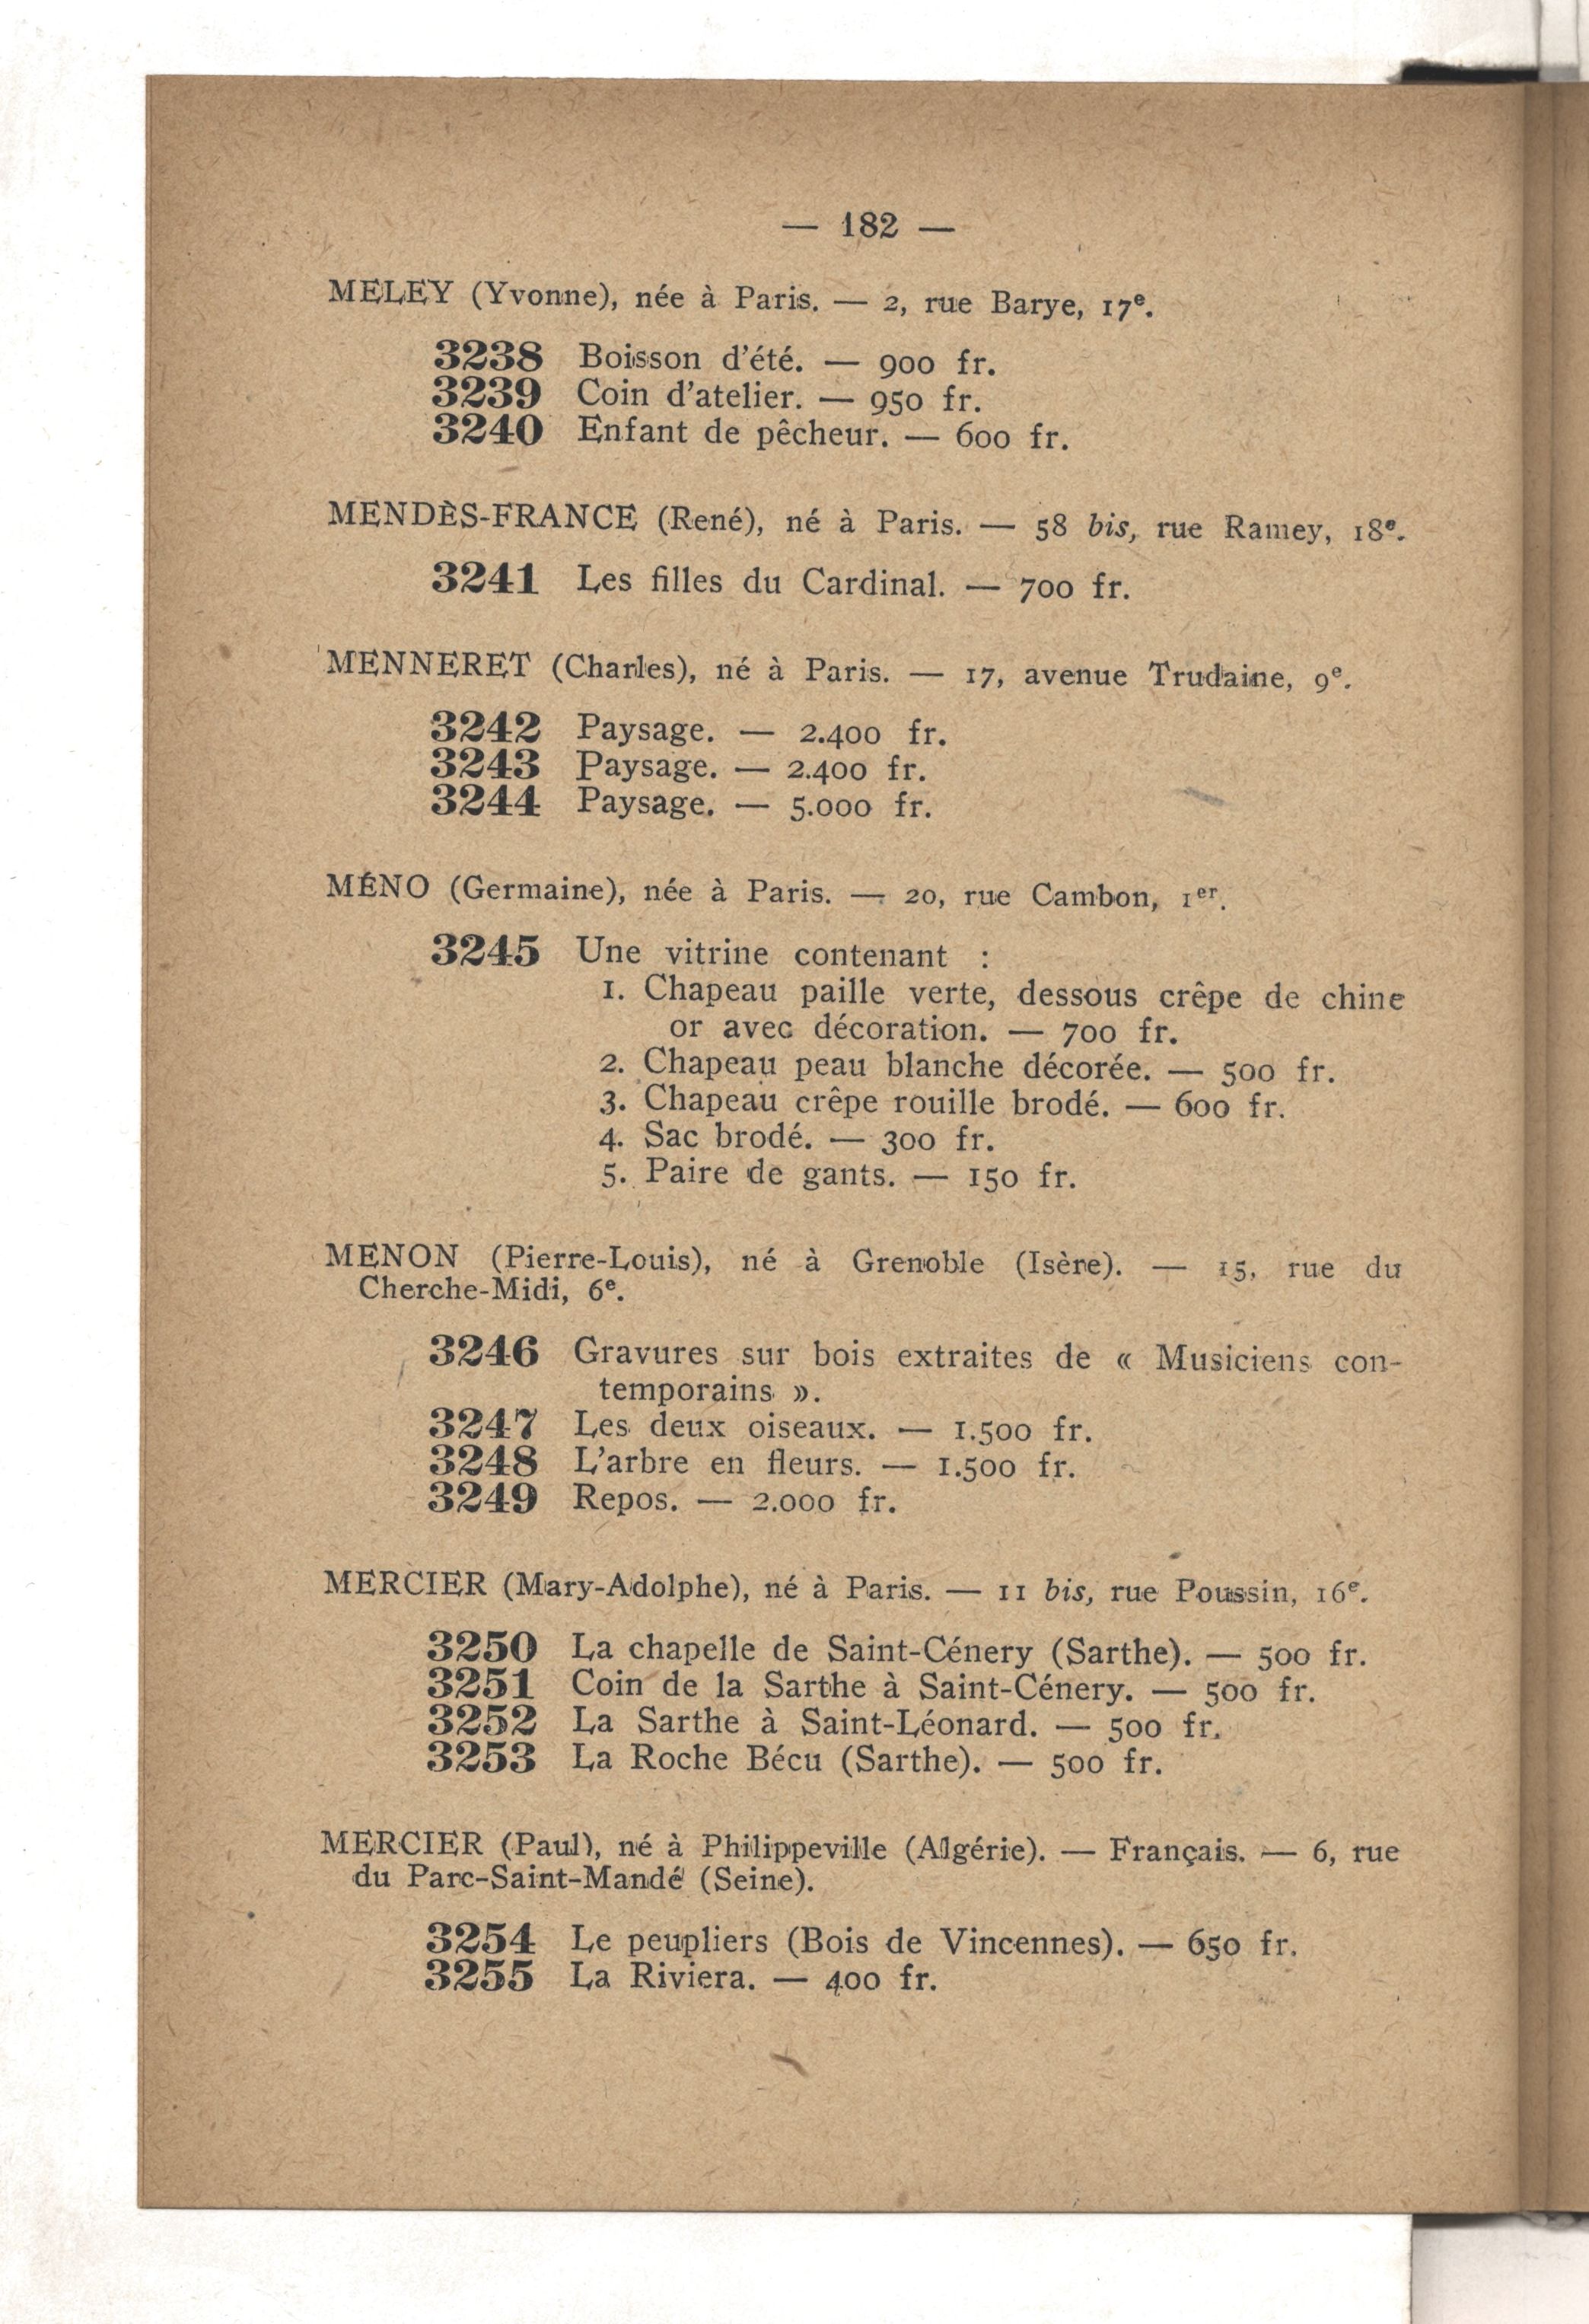 — 182 —
MELEY (Yvonne), née à Paris. — 2, rue Barye, 17e.
3238 Boisson d'été. — 900 fr.
3239 Coin d'atelier. — 950 fr.
3240 Enfant de pêcheur. — 600 fr.
MENDÈS-FRANCE (René), né à Paris. — 58 bis, rue Ramey, 18e.
3241 Les filles du Cardinal. — 700 fr.
MENNERET (Charles), né à Paris. — 17, avenue Trudaine, 9e.
3242 Paysage. — 2.400 fr.
3243 Paysage. — 2.400 fr.
3244 Paysage. — 5.000 fr.
MÉNO (Germaine), née à Paris. — 20, rue Cambon, 1er.
3245 Une vitrine contenant :
1. Chapeau paille verte, dessous crêpe de chine
or avec décoration. — 700 fr.
2. Chapeau peau blanche décorée. — 500 fr.
3. Chapeau crêpe rouille brodé. — 600 fr.
4. Sac brodé. — 300 fr.
5. Paire de gants. — 150 fr.
MENON (Pierre-Louis), né à Grenoble (Isère). — 15, rue du
Cherche-Midi, 6e.
3246 Gravures sur bois extraites de « Musiciens con-
temporains ».
3247 Les deux oiseaux. — 1.500 fr.
3248 L'arbre en fleurs. — 1.500 fr.
3249 Repos. — 2.000 fr.
MERCIER (Mary-Adolphe), né à Paris. — 11 bis, rue Poussin, 16e.
3250 La chapelle de Saint-Cénery (Sarthe). — 500 fr.
3251 Coin de la Sarthe à Saint-Cénery. — 500 fr.
3252 La Sarthe à Saint-Léonard. — 500 fr.
3253 La Roche Bécu (Sarthe). — 500 fr.
MERCIER (Paul), né à Philippeville (Algérie). — Français. — 6, rue
du Parc-Saint-Mandé (Seine).
3254 Le peupliers (Bois de Vincennes). — 650 fr.
3255 La Riviera. — 400 fr.